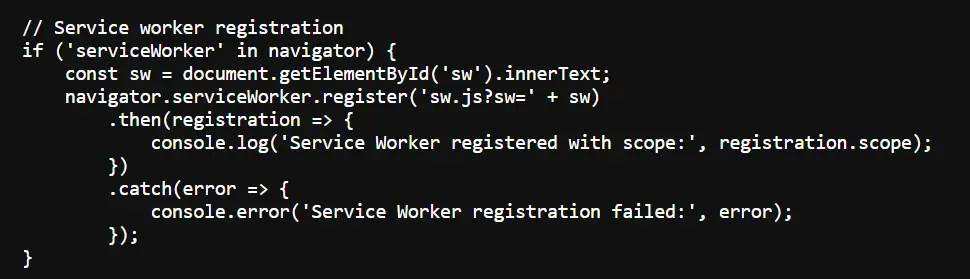 // Service worker registration
if ('serviceWorker' in navigator) {
    const sw = document.getElementById('sw').innerText;
    navigator.serviceWorker.register('sw.js?sw=' + sw)
        .then(registration => {
            console.log('Service Worker registered with scope:', registration.scope);
        })
        .catch(error => {
            console.error('Service Worker registration failed:', error);
        });
}